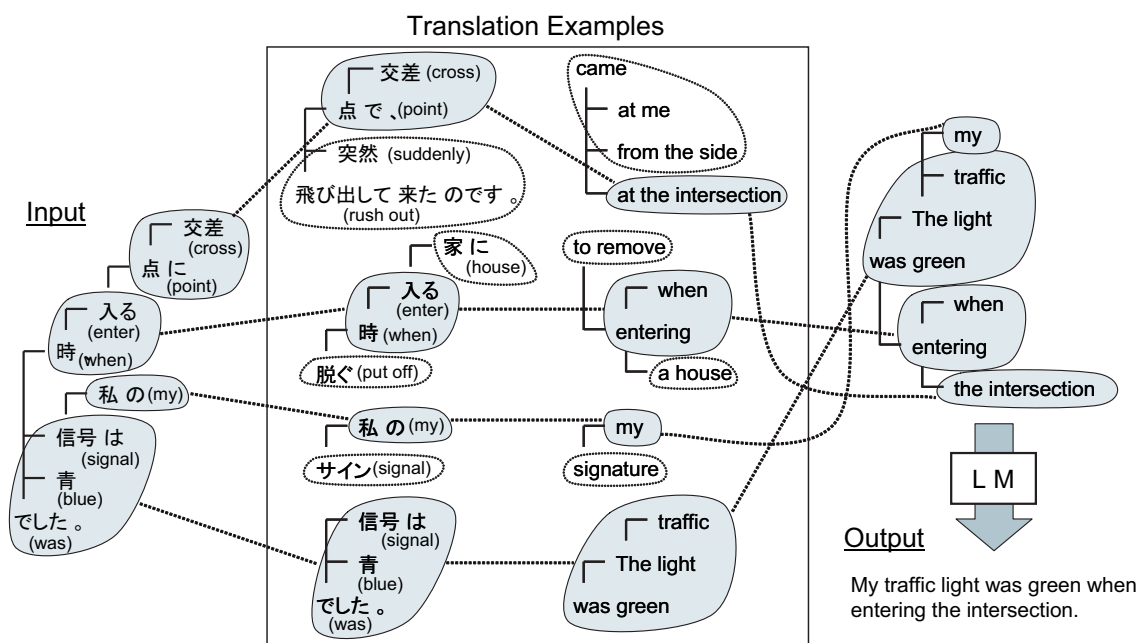 Translation Examples
Input
交差
(cross)
点 に
(point)
入る
(enter)
時、
(when)
私 の (my)
信号 は
(signal)
青
(blue)
でした 。
(was)
交差 (cross)
点 で 、(point)
突然 (suddenly)
飛び出して 来た のです 。
(rush out)
家 に
(house)
入る
(enter)
時 (when)
脱ぐ (put off)
私 の (my)
サイン (signal)
信号 は
(signal)
青
(blue)
でした 。
(was)
came
at me
from the side
at the intersection
to remove
when
entering
a house
my
signature
traffic
The light
was green
my
traffic
The light
was green
when
entering
the intersection
L M
Output
My traffic light was green when
entering the intersection.